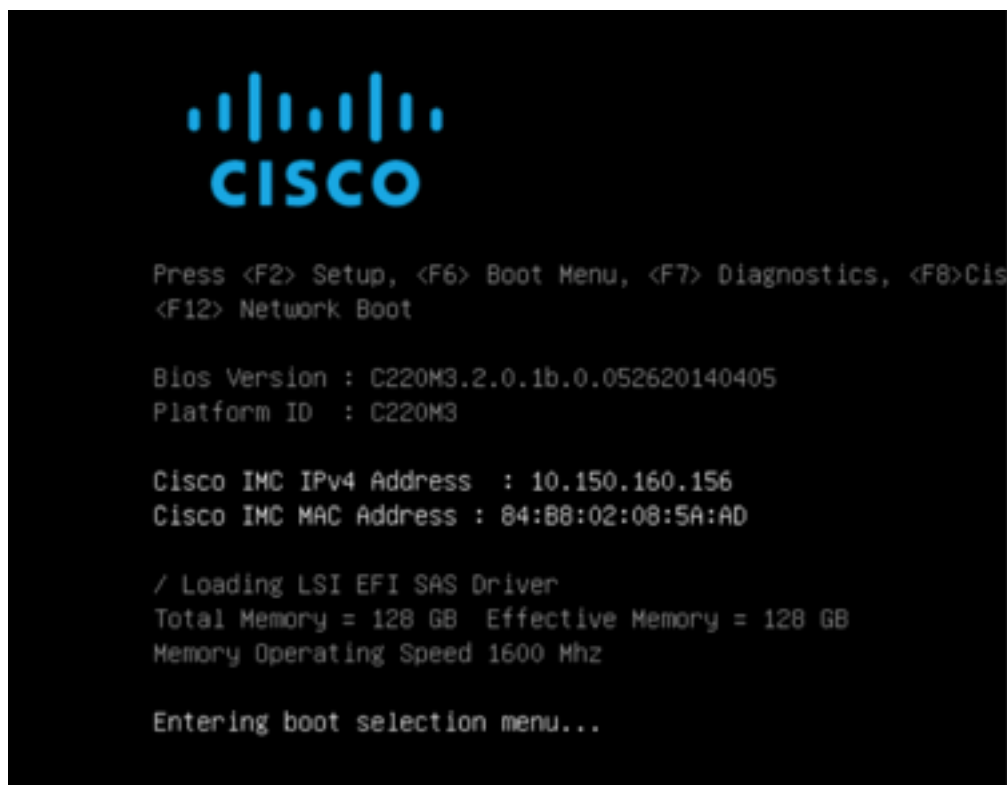 CISCO
Press <F2> Setup, <F6> Boot Menu, <F7> Diagnostics, <F8>Cis
<F12> Network Boot
Bios Version : C220M3.2.0.1b.0.052620140405
Platform ID : C220M3
Cisco IMC IPv4 Address : 10.150.160.156
Cisco IMC MAC Address : 84:B8:02:08:5A:AD
/ Loading LSI EFI SAS Driver
Total Memory = 128 GB Effective Memory = 128 GB
Memory Operating Speed 1600 Mhz
Entering boot selection menu...